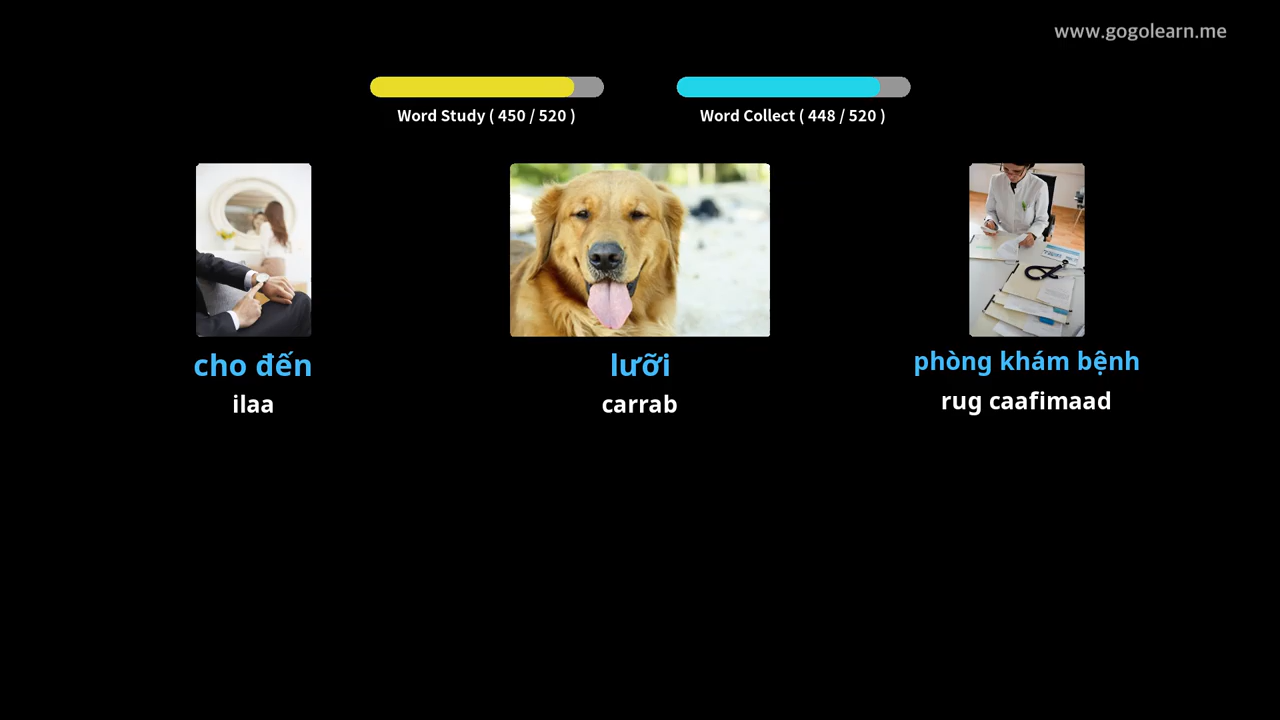 www.gogolearn.me
Word Study ( 450 / 520 )
Word Collect ( 448 / 520 )
cho đến
ilaa
lưỡi
carrab
phòng khám bệnh
rug caafimaad